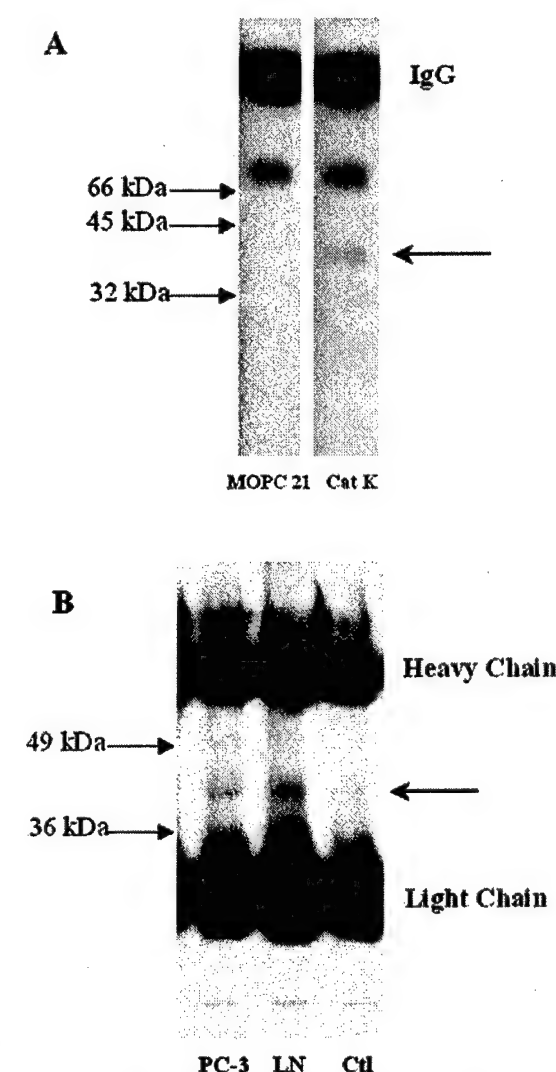 A
IgG
66 kDa
45 kDa
32 kDa
MOPC 21 Cat K
B
Heavy Chain
49 kDa
36 kDa
Light Chain
PC-3 LN Ctl